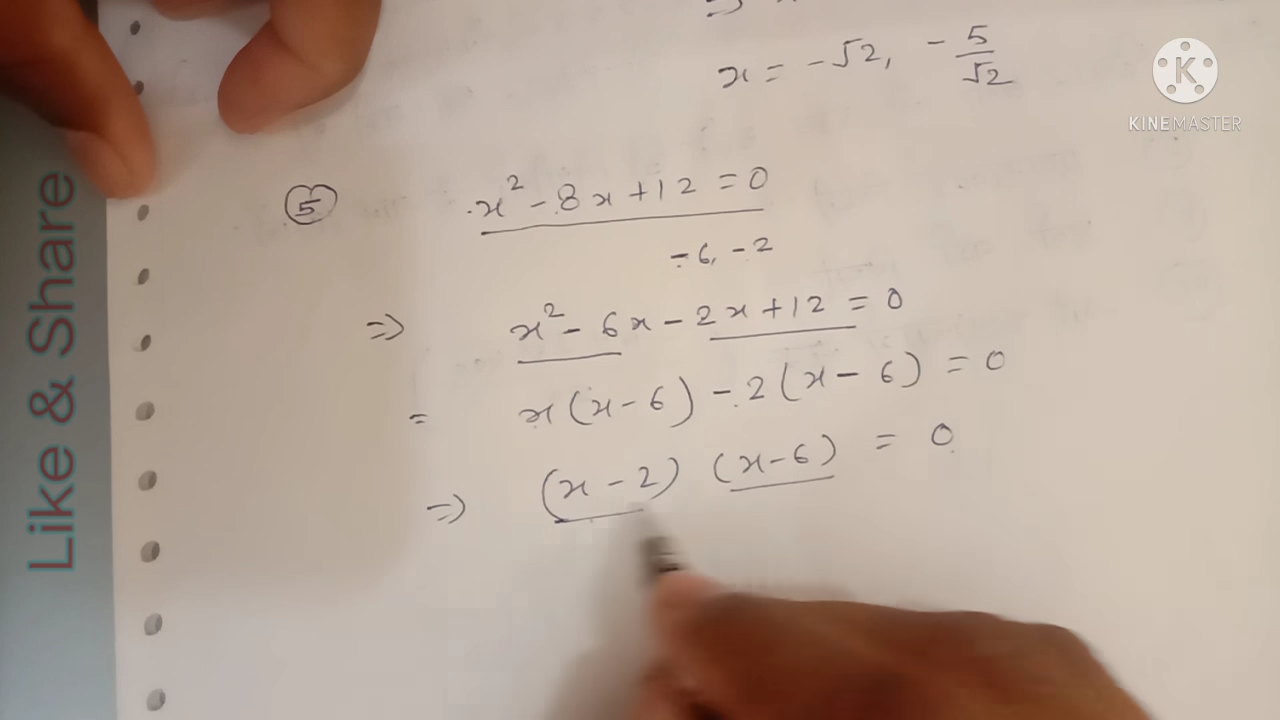 x = -√2, -5/√2
KINEMASTER
Like & Share
⑤ x² - 8x + 12 = 0
-6, -2
⇒ x² - 6x - 2x + 12 = 0
= x(x-6) - 2(x-6) = 0
⇒ (x-2) (x-6) = 0